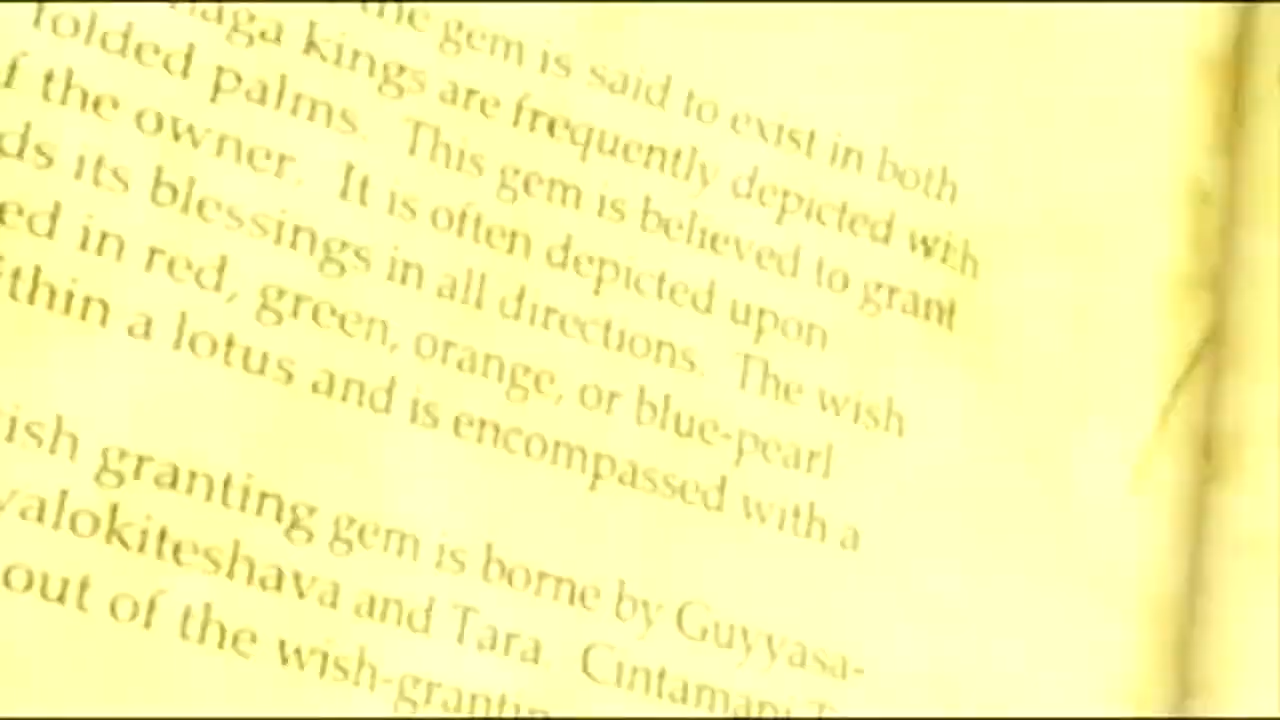 the gem is said to exist in both
naga kings are frequently depicted with
folded palms. This gem is believed to grant
f the owner. It is often depicted upon
ds its blessings in all directions. The wish
ed in red, green, orange, or blue-pearl
thin a lotus and is encompassed with a
ish granting gem is borne by Guyyasa-
valokiteshava and Tara. Cintamani T
out of the wish-grantin